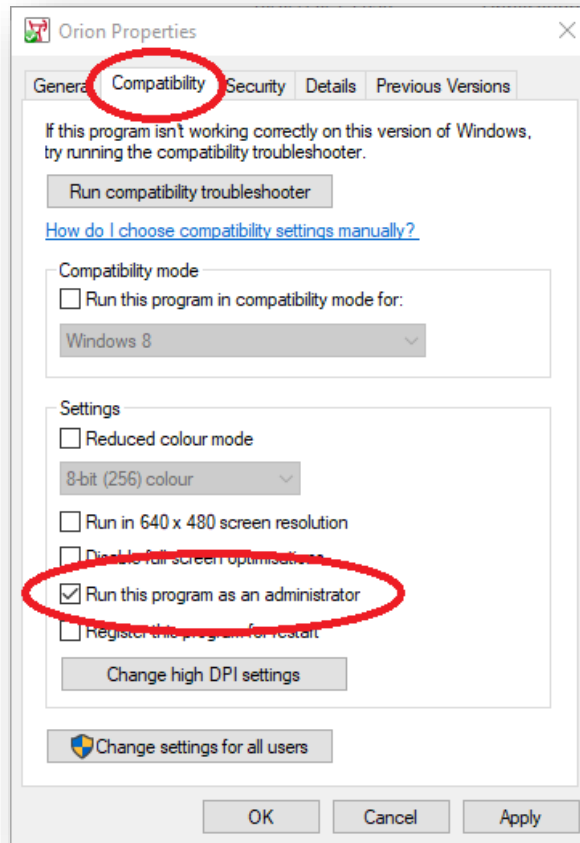 Orion Properties
General Compatibility Security Details Previous Versions
If this program isn't working correctly on this version of Windows,
try running the compatibility troubleshooter.
Run compatibility troubleshooter
How do I choose compatibility settings manually?
Compatibility mode
Run this program in compatibility mode for:
Windows 8
Settings
Reduced colour mode
8-bit (256) colour
Run in 640 x 480 screen resolution
Disable full screen optimisations
Run this program as an administrator
Register this program for restart
Change high DPI settings
Change settings for all users
OK Cancel Apply